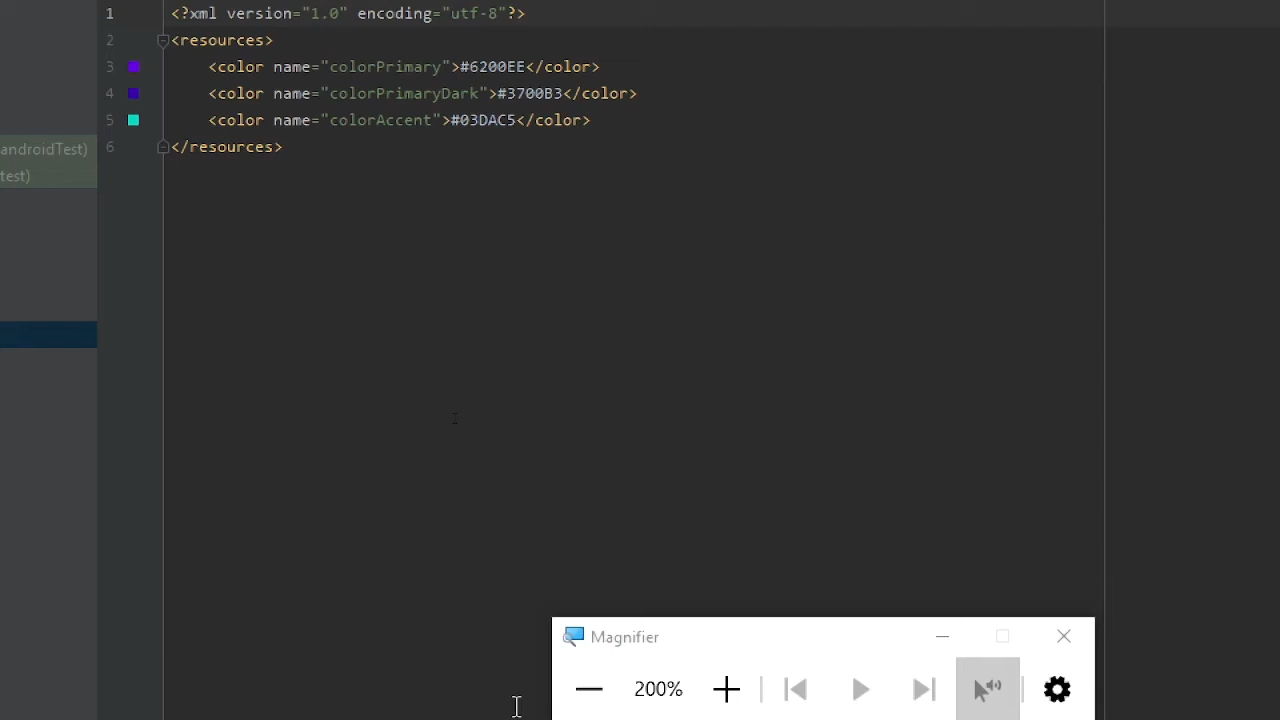 1 <?xml version="1.0" encoding="utf-8"?>
2 <resources>
3 <color name="colorPrimary">#6200EE</color>
4 <color name="colorPrimaryDark">#3700B3</color>
5 <color name="colorAccent">#03DAC5</color>
6 </resources>
androidTest)
test)
Magnifier
200%